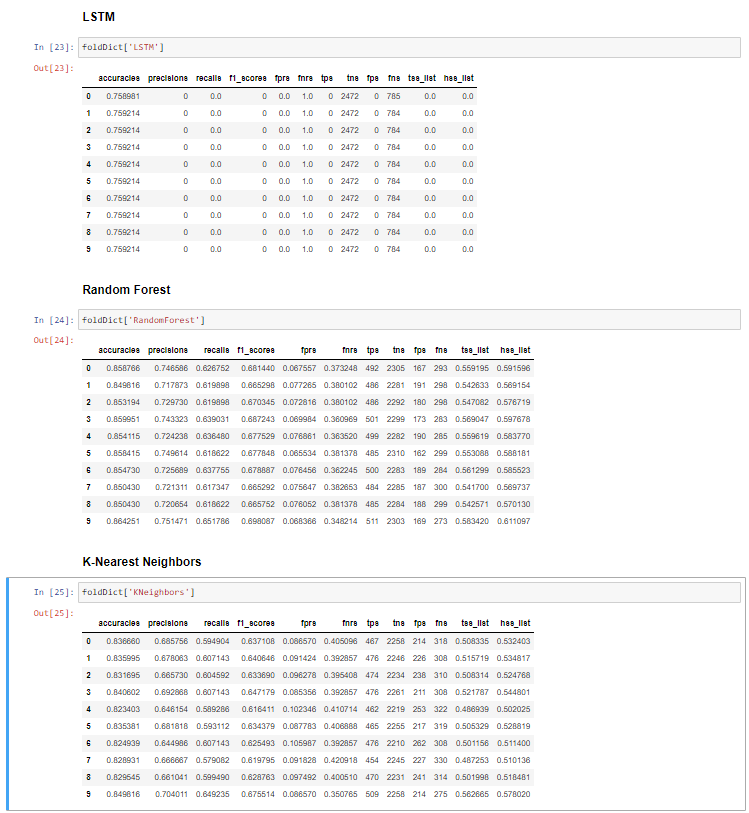 LSTM
In [23]: foldDict['LSTM']
Out[23]:
accuracies precisions recalls f1_scores fprs fnrs tps tns fps fns tss_list hss_list
0 0.758981 0 0.0 0 0.0 1.0 0 2472 0 785 0.0 0.0
1 0.759214 0 0.0 0 0.0 1.0 0 2472 0 784 0.0 0.0
2 0.759214 0 0.0 0 0.0 1.0 0 2472 0 784 0.0 0.0
3 0.759214 0 0.0 0 0.0 1.0 0 2472 0 784 0.0 0.0
4 0.759214 0 0.0 0 0.0 1.0 0 2472 0 784 0.0 0.0
5 0.759214 0 0.0 0 0.0 1.0 0 2472 0 784 0.0 0.0
6 0.759214 0 0.0 0 0.0 1.0 0 2472 0 784 0.0 0.0
7 0.759214 0 0.0 0 0.0 1.0 0 2472 0 784 0.0 0.0
8 0.759214 0 0.0 0 0.0 1.0 0 2472 0 784 0.0 0.0
9 0.759214 0 0.0 0 0.0 1.0 0 2472 0 784 0.0 0.0
Random Forest
In [24]: foldDict['RandomForest']
Out[24]:
accuracies precisions recalls f1_scores fprs fnrs tps tns fps fns tss_list hss_list
0 0.858766 0.746586 0.626752 0.681440 0.067557 0.373248 492 2305 167 293 0.559195 0.591596
1 0.849816 0.717873 0.619898 0.665298 0.077265 0.380102 486 2281 191 298 0.542633 0.569154
2 0.853194 0.729730 0.619898 0.670345 0.072816 0.380102 486 2292 180 298 0.547082 0.576719
3 0.859951 0.743323 0.639031 0.687243 0.069984 0.360969 501 2299 173 283 0.569047 0.597678
4 0.854115 0.724238 0.636480 0.677529 0.076861 0.363520 499 2282 190 285 0.559619 0.583770
5 0.858415 0.749614 0.618622 0.677848 0.065534 0.381378 485 2310 162 299 0.553088 0.588181
6 0.854730 0.725689 0.637755 0.678887 0.076456 0.362245 500 2283 189 284 0.561299 0.585523
7 0.850430 0.721311 0.617347 0.665292 0.075647 0.382653 484 2285 187 300 0.541700 0.569737
8 0.850430 0.720654 0.618622 0.665752 0.076052 0.381378 485 2284 188 299 0.542571 0.570130
9 0.864251 0.751471 0.651786 0.698087 0.068366 0.348214 511 2303 169 273 0.583420 0.611097
K-Nearest Neighbors
In [25]: foldDict['KNeighbors']
Out[25]:
accuracies precisions recalls f1_scores fprs fnrs tps tns fps fns tss_list hss_list
0 0.836660 0.685756 0.594904 0.637108 0.086570 0.405096 467 2258 214 318 0.508335 0.532403
1 0.835995 0.678063 0.607143 0.640646 0.091424 0.392857 476 2246 226 308 0.515719 0.534817
2 0.831695 0.665730 0.604592 0.633690 0.096278 0.395408 474 2234 238 310 0.508314 0.524768
3 0.840602 0.692868 0.607143 0.647179 0.085356 0.392857 476 2261 211 308 0.521787 0.544801
4 0.823403 0.646154 0.589286 0.616411 0.102346 0.410714 462 2219 253 322 0.486939 0.502025
5 0.835381 0.681818 0.593112 0.634379 0.087783 0.406888 465 2255 217 319 0.505329 0.528819
6 0.824939 0.644986 0.607143 0.625493 0.105987 0.392857 476 2210 262 308 0.501156 0.511400
7 0.828931 0.666667 0.579082 0.619795 0.091828 0.420918 454 2245 227 330 0.487253 0.510136
8 0.829545 0.661041 0.599490 0.628763 0.097492 0.400510 470 2231 241 314 0.501998 0.518481
9 0.849816 0.704011 0.649235 0.675514 0.086570 0.350765 509 2258 214 275 0.562665 0.578020